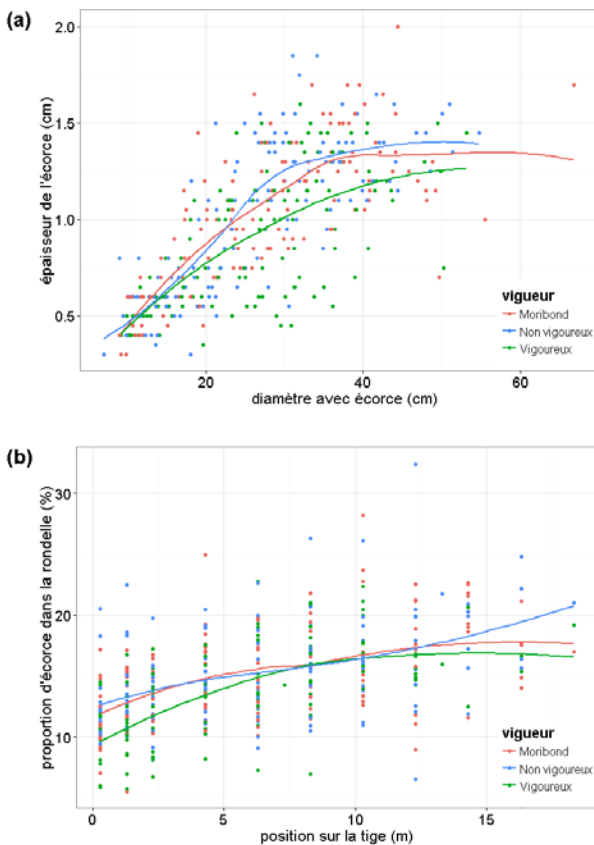 (a)
épaisseur de l'écorce (cm)
2.0
1.5
1.0
0.5
vigueur
Moribond
Non vigoureux
Vigoureux
20
40
60
diamètre avec écorce (cm)
(b)
proportion d'écorce dans la rondelle (%)
30
20
10
vigueur
Moribond
Non vigoureux
Vigoureux
0
5
10
15
position sur la tige (m)